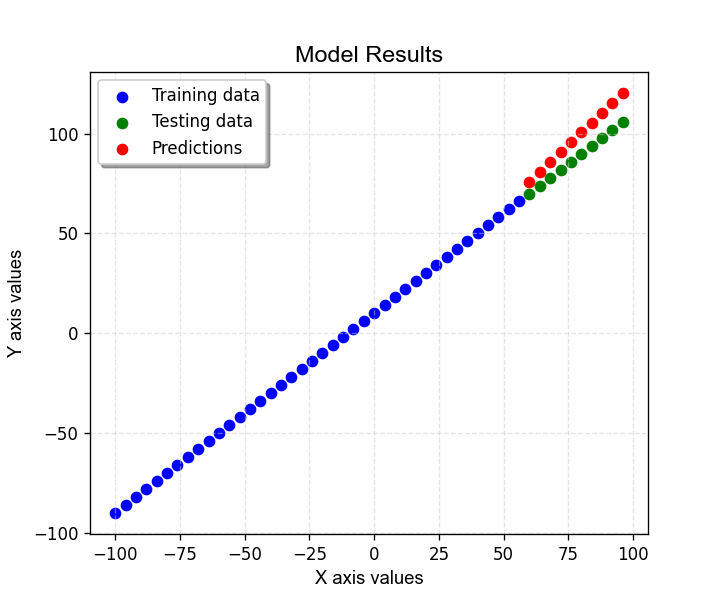 Model Results
Training data
Testing data
Predictions
100
50
0
−50
−100
Y axis values
−100 −75 −50 −25 0 25 50 75 100
X axis values